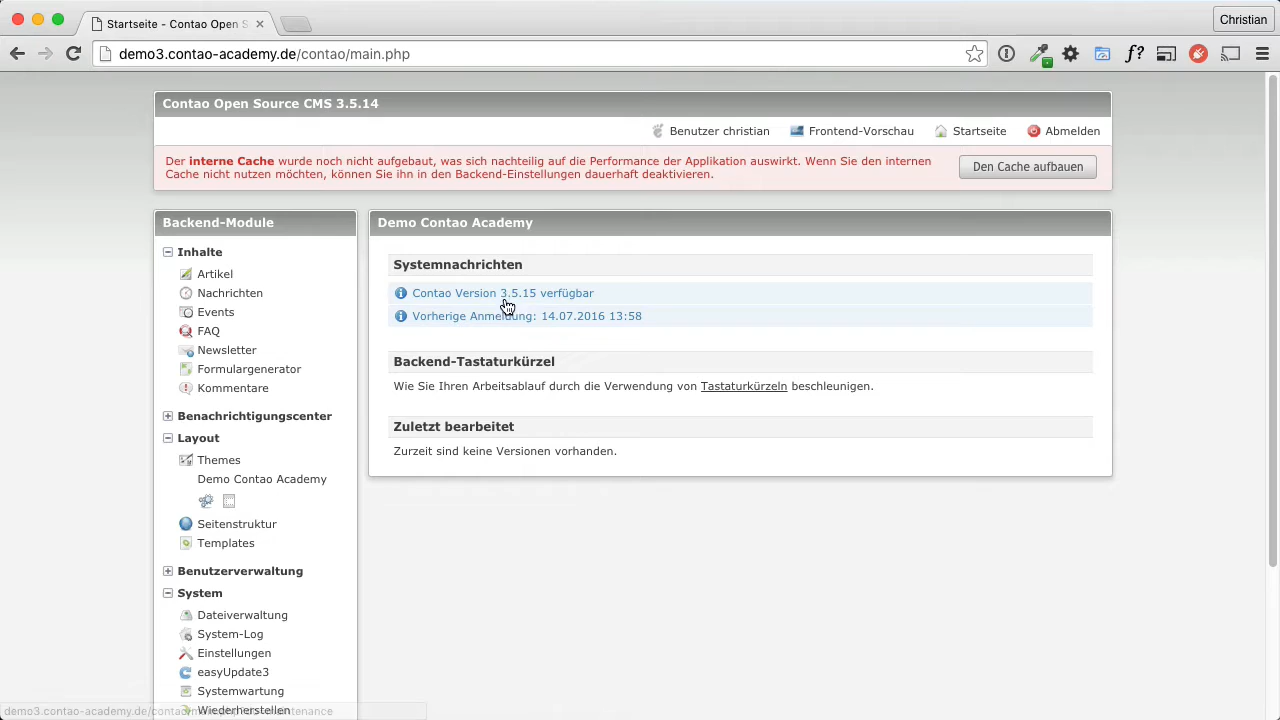 Startseite - Contao Open S
Christian
demo3.contao-academy.de/contao/main.php
f?
Contao Open Source CMS 3.5.14
Benutzer christian
Frontend-Vorschau
Startseite
Abmelden
Der interne Cache wurde noch nicht aufgebaut, was sich nachteilig auf die Performance der Applikation auswirkt. Wenn Sie den internen
Cache nicht nutzen möchten, können Sie ihn in den Backend-Einstellungen dauerhaft deaktivieren.
Den Cache aufbauen
Backend-Module
Inhalte
Artikel
Nachrichten
Events
FAQ
Newsletter
Formulargenerator
Kommentare
Benachrichtigungscenter
Layout
Themes
Demo Contao Academy
Seitenstruktur
Templates
Benutzerverwaltung
System
Dateiverwaltung
System-Log
Einstellungen
easyUpdate3
Systemwartung
Wiederherstellen
Demo Contao Academy
Systemnachrichten
Contao Version 3.5.15 verfügbar
Vorherige Anmeldung: 14.07.2016 13:58
Backend-Tastaturkürzel
Wie Sie Ihren Arbeitsablauf durch die Verwendung von Tastaturkürzeln beschleunigen.
Zuletzt bearbeitet
Zurzeit sind keine Versionen vorhanden.